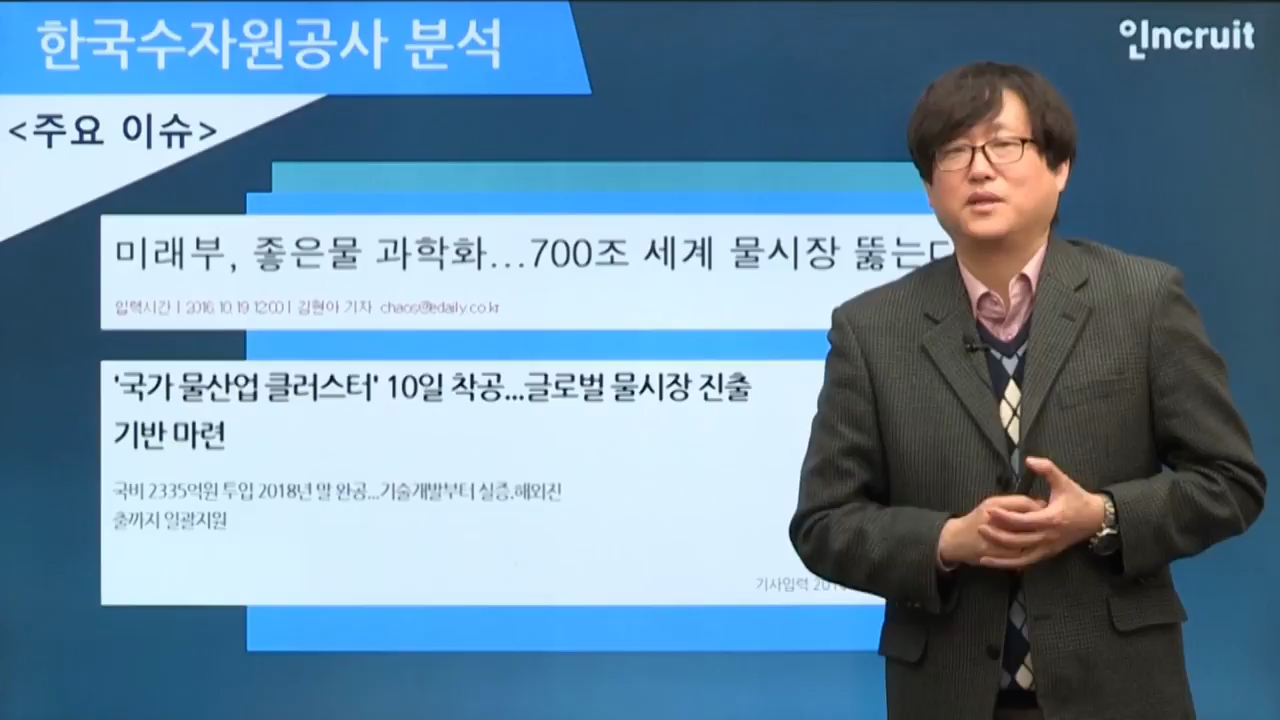 한국수자원공사 분석
인Incruit
<주요 이슈>
미래부, 좋은물 과학화...700조 세계 물시장 뚫는다
입력시간 | 2016.10.19 12:00 | 김현아 기자 chaos@edaily.co.kr
'국가 물산업 클러스터' 10일 착공...글로벌 물시장 진출
기반 마련
국비 2335억원 투입 2018년 말 완공...기술개발부터 실증.해외진
출까지 일괄지원
기사입력